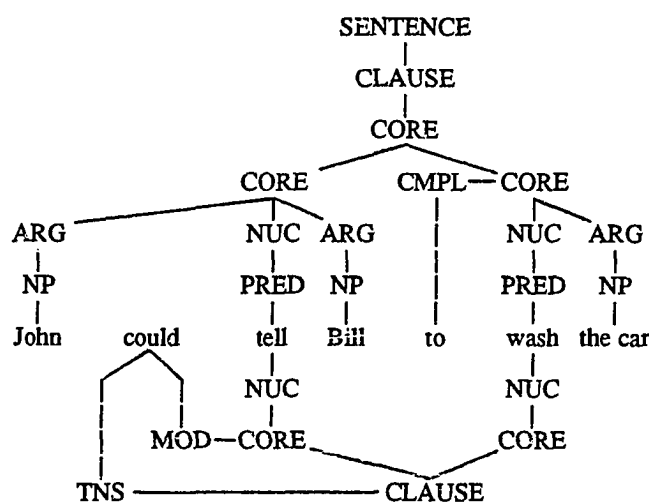 SENTENCE
CLAUSE
CORE
CORE CMPL CORE
ARG NUC ARG NUC ARG
NP PRED NP PRED NP
John could tell Bill to wash the car
NUC NUC
MOD CORE CORE
TNS CLAUSE